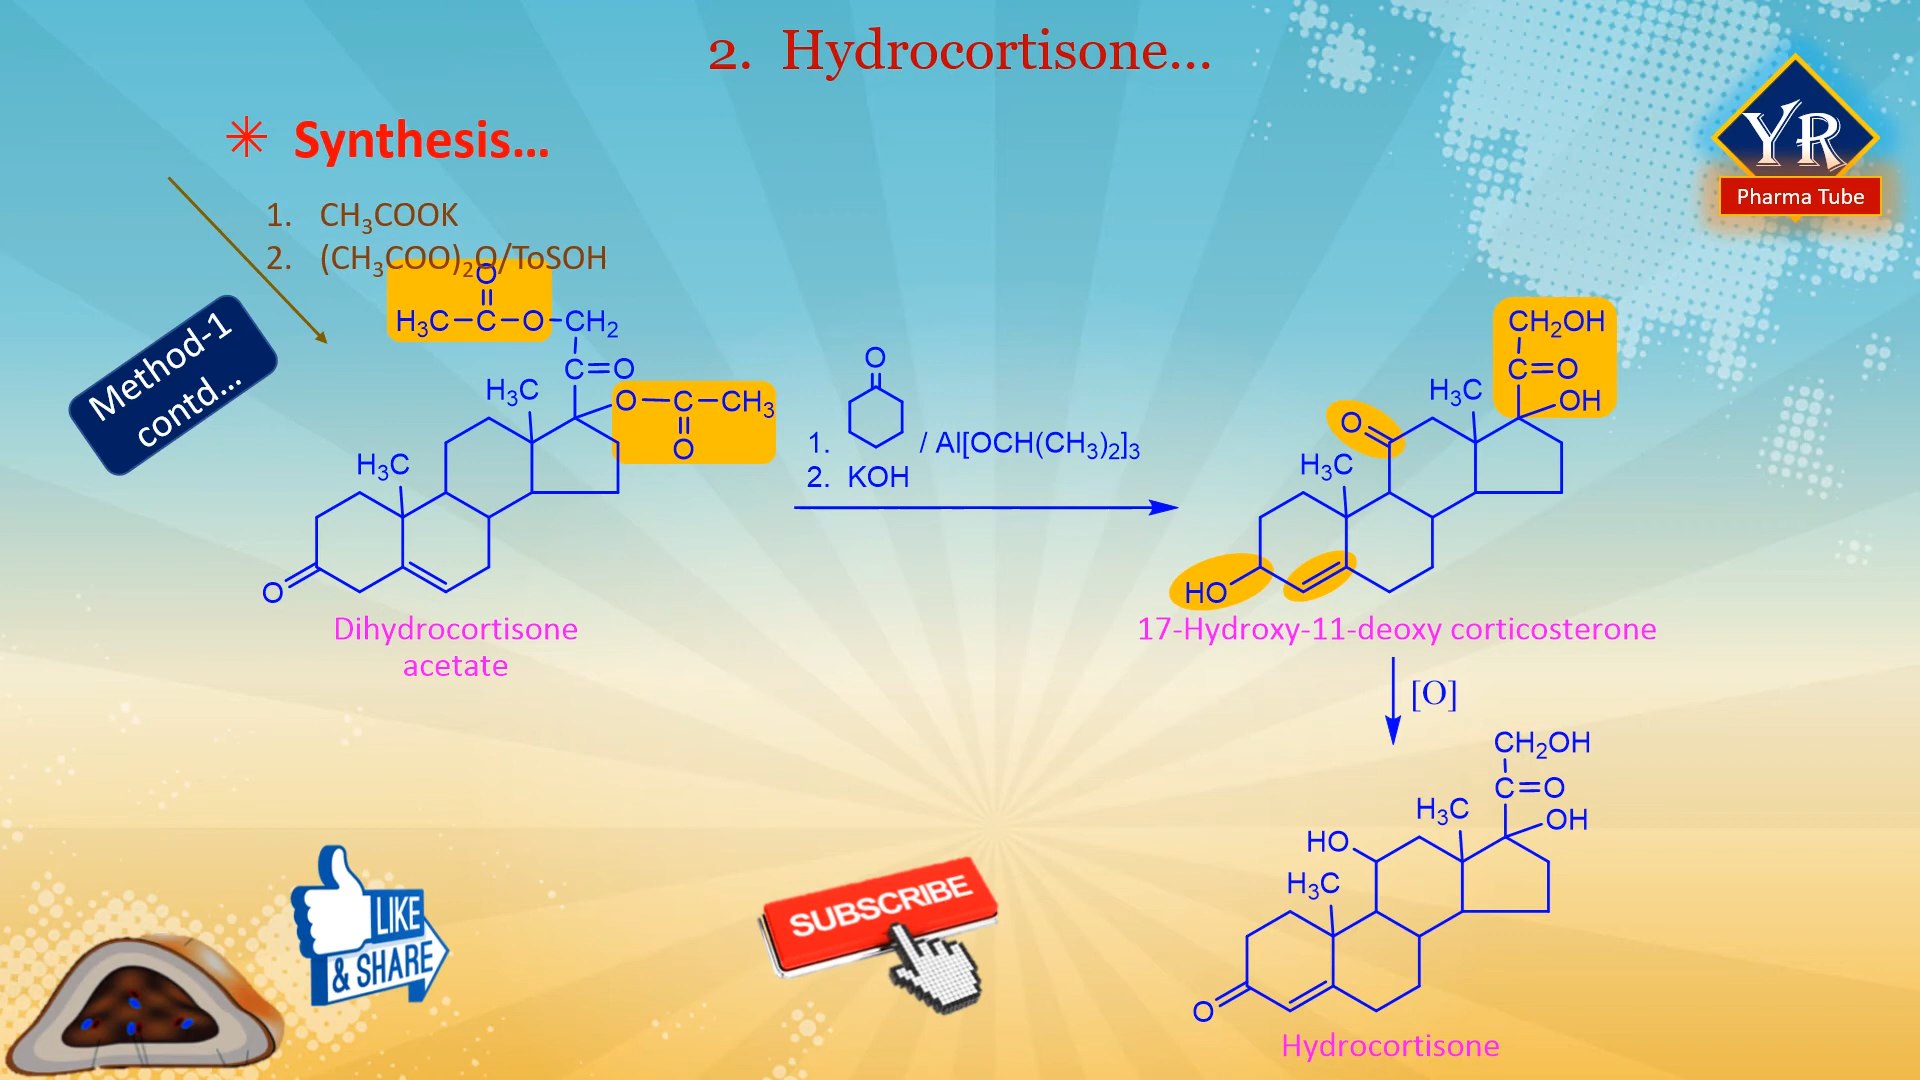 2. Hydrocortisone...
✳ Synthesis...
YR
Pharma Tube
1. CH₃COOK
2. (CH₃COO)₂O/ToSOH
Method-1
contd...
O
H₃C–C–O–CH₂
C=O
H₃C
O–C–CH₃
O
H₃C
O
Dihydrocortisone
acetate
O
1. / Al[OCH(CH₃)₂]₃
2. KOH
CH₂OH
C=O
H₃C
OH
O
H₃C
HO
17-Hydroxy-11-deoxy corticosterone
[O]
CH₂OH
C=O
H₃C
OH
HO
H₃C
O
Hydrocortisone
LIKE
& SHARE
SUBSCRIBE